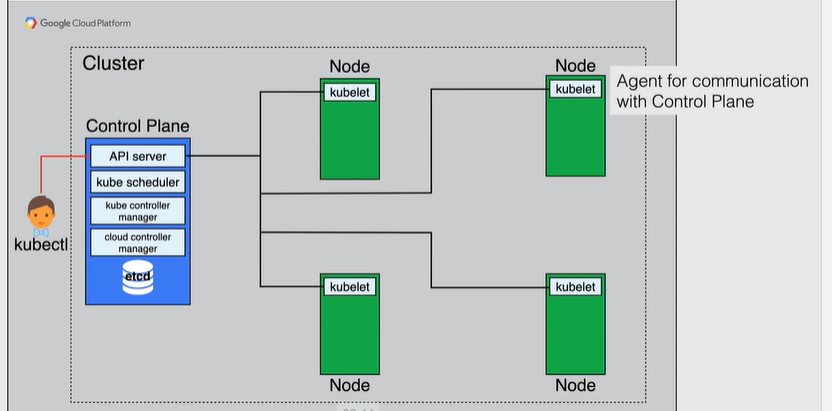 Google Cloud Platform
Cluster
Node
kubelet
Node
kubelet
Agent for communication
with Control Plane
Control Plane
API server
kube scheduler
kube controller
manager
cloud controller
manager
etcd
kubectl
kubelet
Node
kubelet
Node